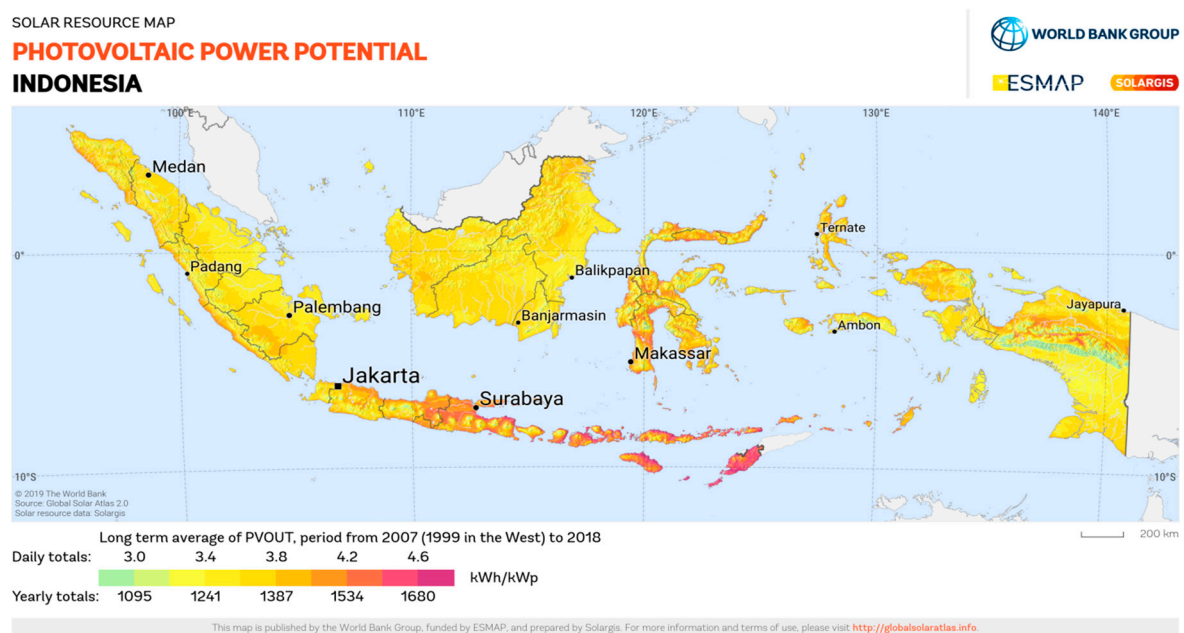 SOLAR RESOURCE MAP
PHOTOVOLTAIC POWER POTENTIAL
INDONESIA
WORLD BANK GROUP
ESMAP
SOLARGIS
100°E
110°E
120°E
130°E
140°E
Medan
Ternate
0°
0°
Padang
Balikpapan
Palembang
Banjarmasin
Jayapura
Ambon
Makassar
Jakarta
Surabaya
10°S
10°S
© 2019 The World Bank
Source: Global Solar Atlas 2.0
Solar resource data: Solargis
Long term average of PVOUT, period from 2007 (1999 in the West) to 2018
200 km
Daily totals: 3.0 3.4 3.8 4.2 4.6
kWh/kWp
Yearly totals: 1095 1241 1387 1534 1680
This map is published by the World Bank Group, funded by ESMAP, and prepared by Solargis. For more information and terms of use, please visit http://globalsolaratlas.info.